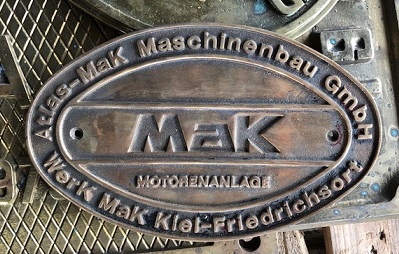 Atlas-MaK Maschinenbau GmbH
MaK
MOTORENANLAGE
Werk MaK Kiel-Friedrichsort